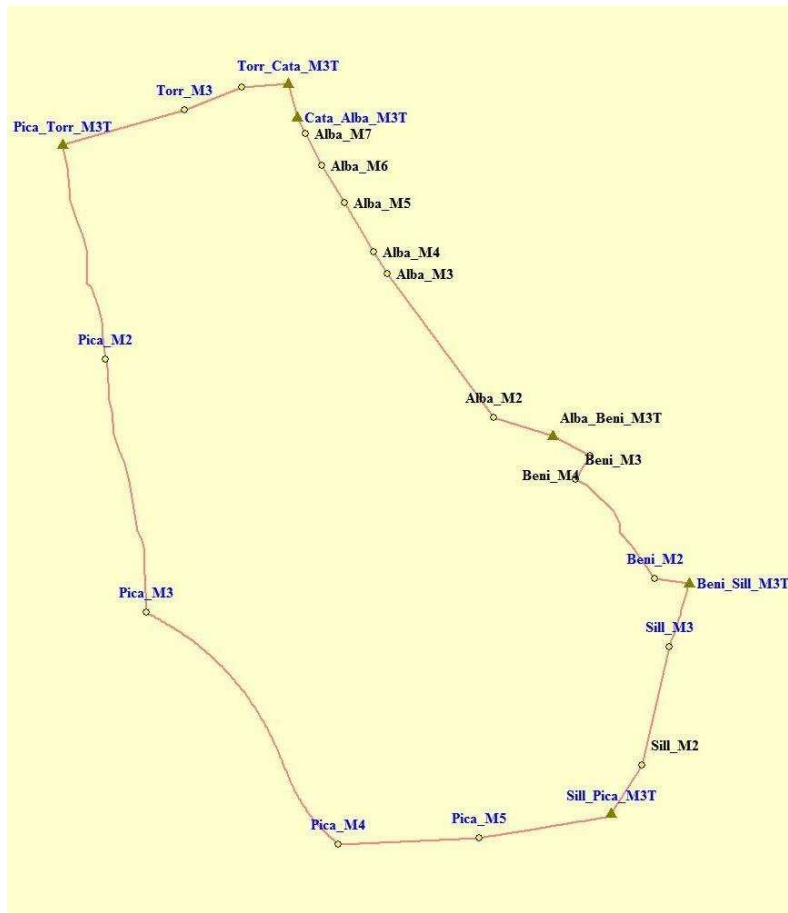 Torr_Cata_M3T
Torr_M3
Cata_Alba_M3T
Pica_Torr_M3T
Alba_M7
Alba_M6
Alba_M5
Alba_M4
Alba_M3
Pica_M2
Alba_M2
Alba_Beni_M3T
Beni_M3
Beni_M4
Beni_M2
Beni_Sill_M3T
Pica_M3
Sill_M3
Sill_M2
Sill_Pica_M3T
Pica_M5
Pica_M4